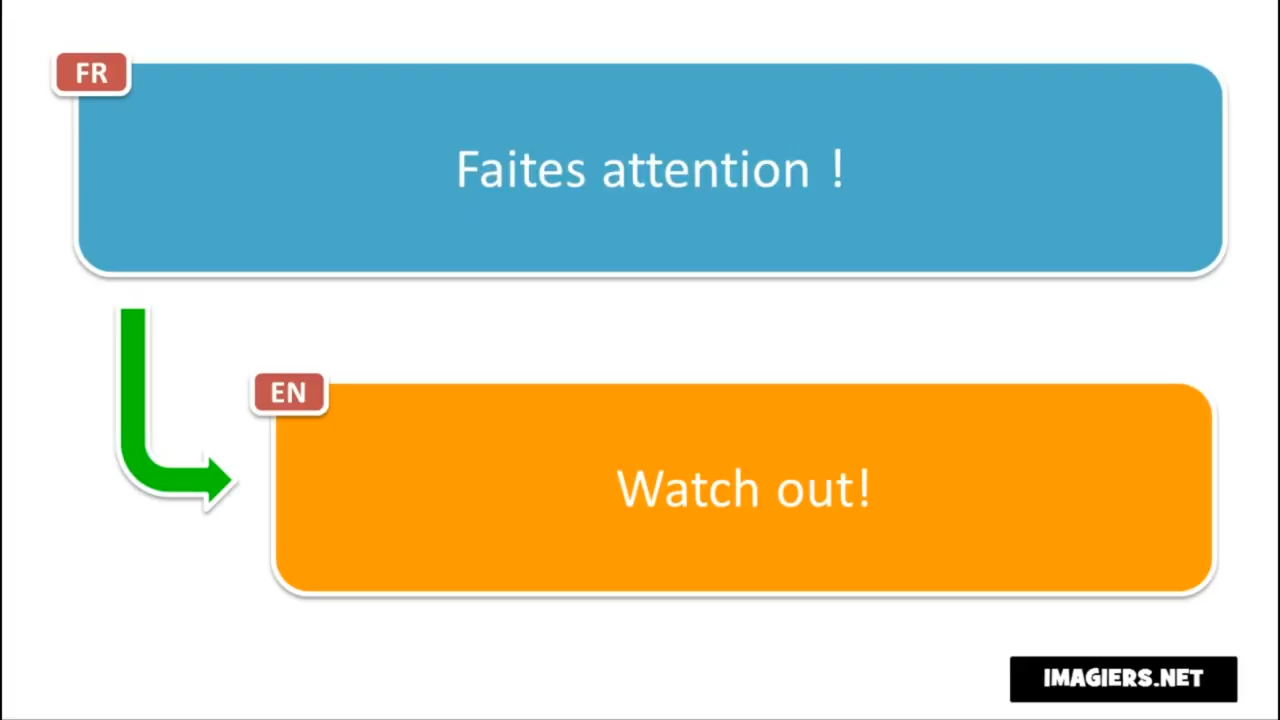 FR
Faites attention !
EN
Watch out!
IMAGIERS.NET